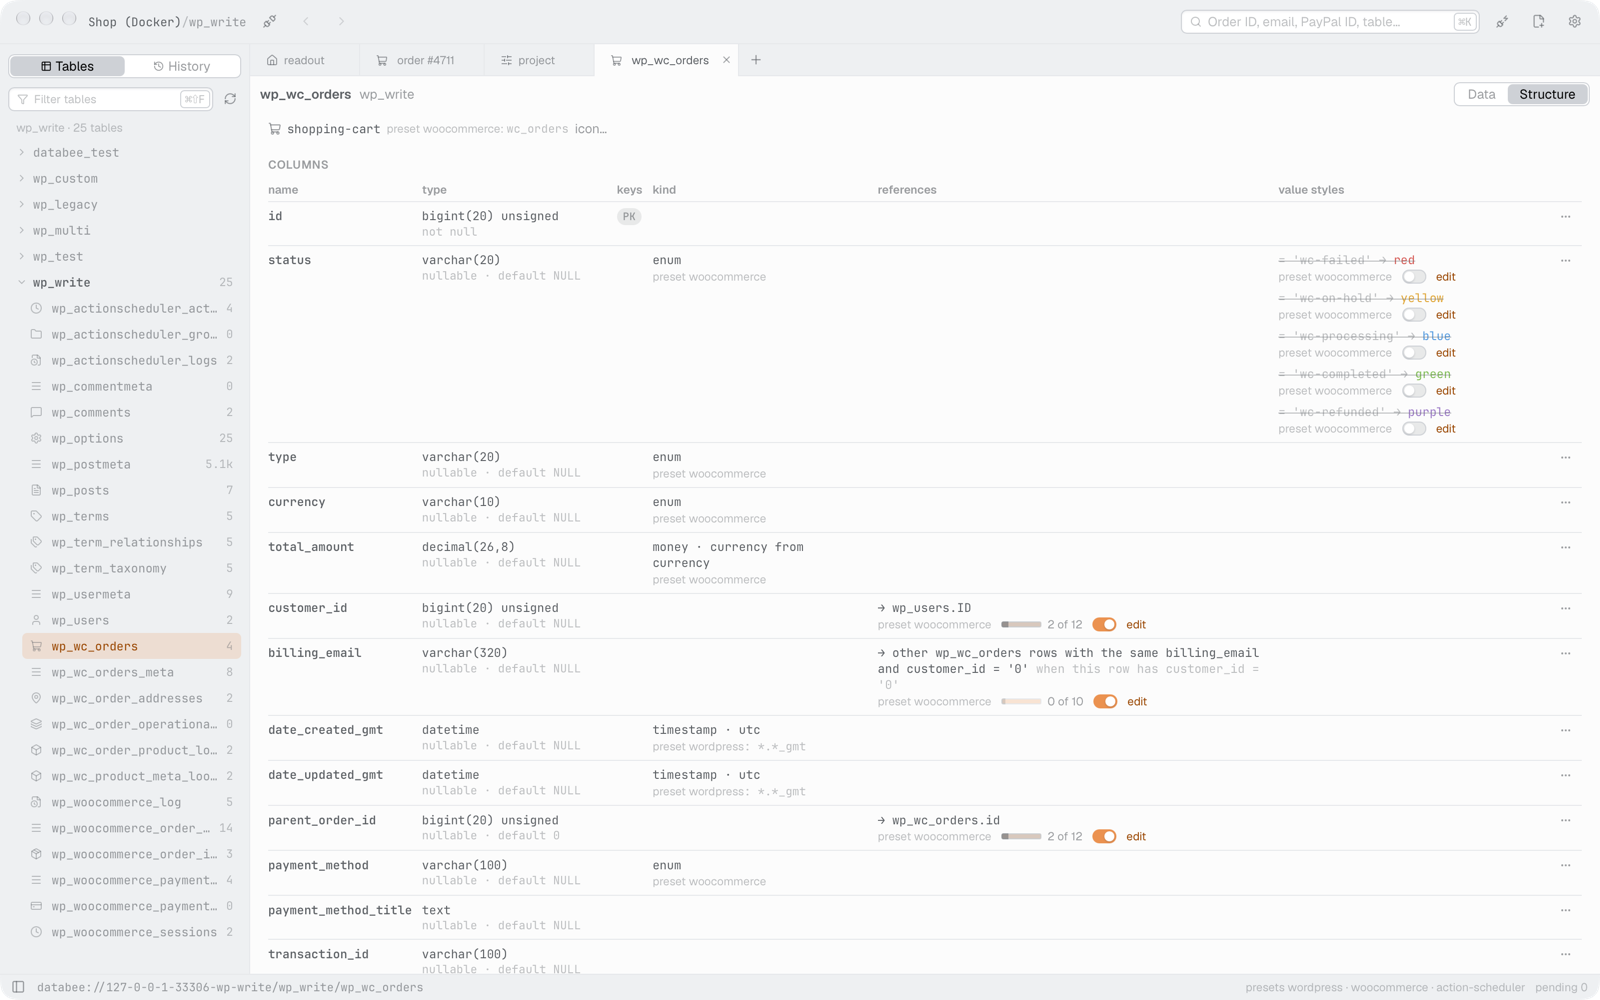 Shop (Docker)/wp_write
Order ID, email, PayPal ID, table... ⌘K
Tables History
readout order #4711 project wp_wc_orders × +
Filter tables ⌘⇧F
wp_wc_orders wp_write Data Structure
wp_write · 25 tables
databee_test
wp_custom
wp_legacy
wp_multi
wp_test
wp_write 25
wp_actionscheduler_act… 4
wp_actionscheduler_gro… 0
wp_actionscheduler_logs 2
wp_commentmeta 0
wp_comments 2
wp_options 25
wp_postmeta 5.1k
wp_posts 7
wp_terms 5
wp_term_relationships 5
wp_term_taxonomy 5
wp_usermeta 9
wp_users 2
wp_wc_orders 4
wp_wc_orders_meta 8
wp_wc_order_addresses 2
wp_wc_order_operationa… 0
wp_wc_order_product_lo… 2
wp_wc_product_meta_loo… 2
wp_woocommerce_log 5
wp_woocommerce_order_… 14
wp_woocommerce_order_i… 3
wp_woocommerce_payment… 4
wp_woocommerce_payment… 0
wp_woocommerce_sessions 2
shopping-cart preset woocommerce: wc_orders icon...
COLUMNS
name type keys kind references value styles
id bigint(20) unsigned PK ...
not null
status varchar(20) enum = 'wc-failed' → red ...
nullable · default NULL preset woocommerce preset woocommerce edit
= 'wc-on-hold' → yellow
preset woocommerce edit
= 'wc-processing' → blue
preset woocommerce edit
= 'wc-completed' → green
preset woocommerce edit
= 'wc-refunded' → purple
preset woocommerce edit
type varchar(20) enum ...
nullable · default NULL preset woocommerce
currency varchar(10) enum ...
nullable · default NULL preset woocommerce
total_amount decimal(26,8) money · currency from ...
nullable · default NULL currency
preset woocommerce
customer_id bigint(20) unsigned → wp_users.ID ...
nullable · default NULL preset woocommerce 2 of 12 edit
billing_email varchar(320) → other wp_wc_orders rows with the same billing_email ...
nullable · default NULL and customer_id = '0' when this row has customer_id =
'0'
preset woocommerce 0 of 10 edit
date_created_gmt datetime timestamp · utc ...
nullable · default NULL preset wordpress: *.*_gmt
date_updated_gmt datetime timestamp · utc ...
nullable · default NULL preset wordpress: *.*_gmt
parent_order_id bigint(20) unsigned → wp_wc_orders.id ...
nullable · default 0 preset woocommerce 2 of 12 edit
payment_method varchar(100) enum ...
nullable · default NULL preset woocommerce
payment_method_title text ...
nullable · default NULL
transaction_id varchar(100) ...
nullable · default NULL
databee://127-0-0-1-33306-wp-write/wp_write/wp_wc_orders presets wordpress · woocommerce · action-scheduler pending 0